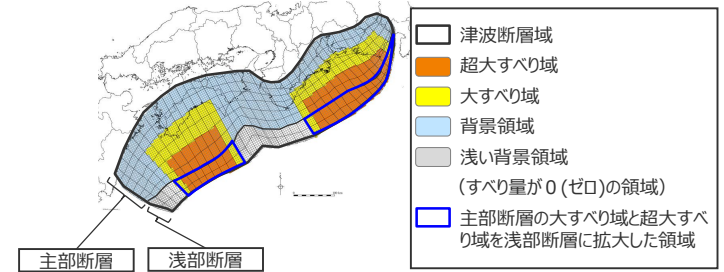 津波断層域
超大すべり域
大すべり域
背景領域
浅い背景領域
(すべり量が0(ゼロ)の領域)
主部断層の大すべり域と超大すべ
り域を浅部断層に拡大した領域
主部断層
浅部断層